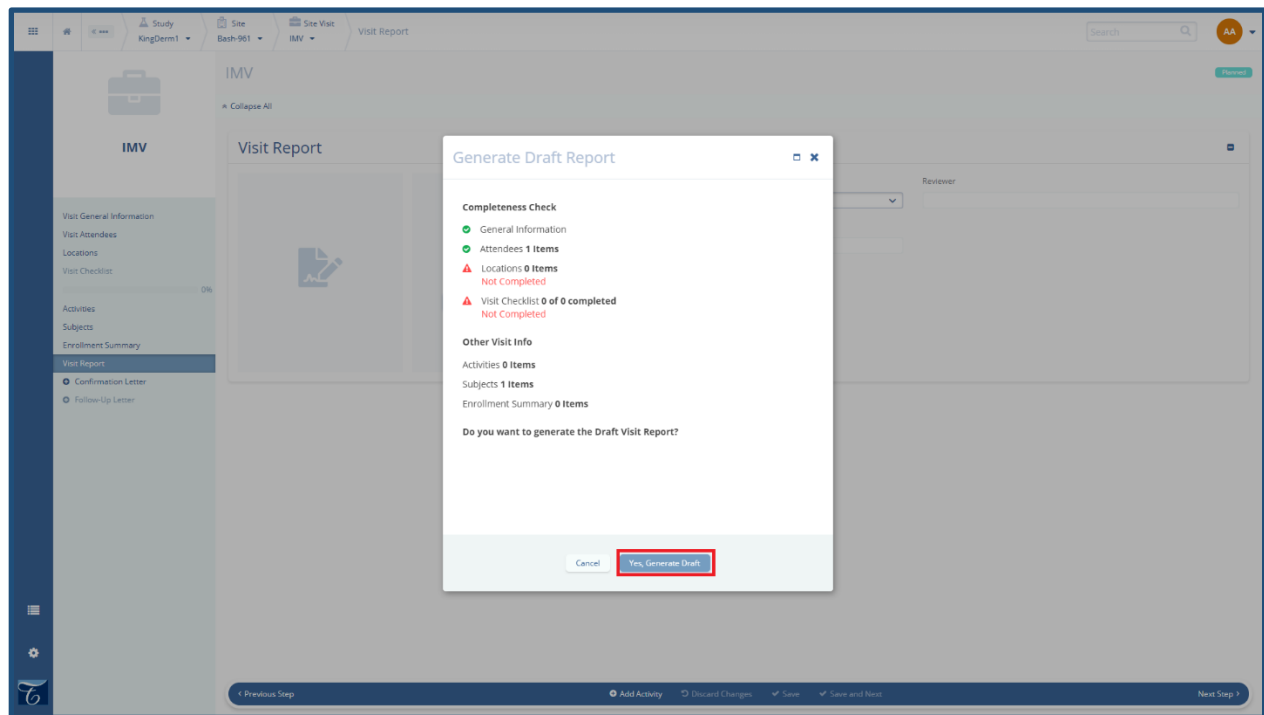 Study
KingDerm1
Site
Bash-961
Site Visit
IMV
Visit Report
Search
AA
IMV
Planned
Collapse All
IMV
Visit General Information
Visit Attendees
Locations
Visit Checklist
0%
Activities
Subjects
Enrollment Summary
Visit Report
Confirmation Letter
Follow-Up Letter
Visit Report
Reviewer
Generate Draft Report
Completeness Check
General Information
Attendees 1 Items
Locations 0 Items
Not Completed
Visit Checklist 0 of 0 completed
Not Completed
Other Visit Info
Activities 0 Items
Subjects 1 Items
Enrollment Summary 0 Items
Do you want to generate the Draft Visit Report?
Cancel
Yes, Generate Draft
Previous Step
Add Activity
Discard Changes
Save
Save and Next
Next Step